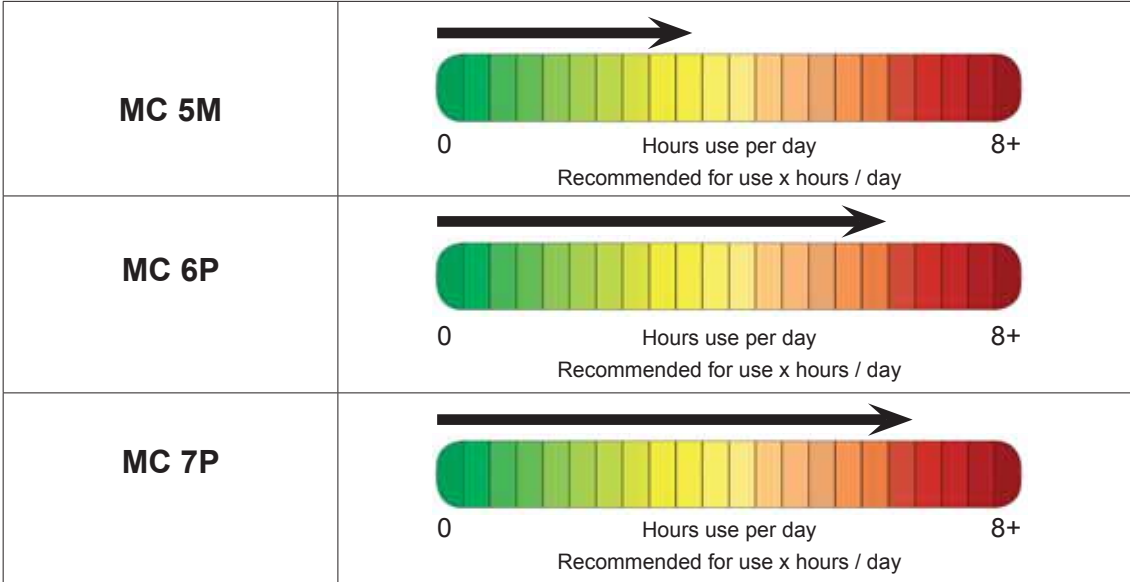 MC 5M
0 Hours use per day 8+
Recommended for use x hours / day
MC 6P
0 Hours use per day 8+
Recommended for use x hours / day
MC 7P
0 Hours use per day 8+
Recommended for use x hours / day